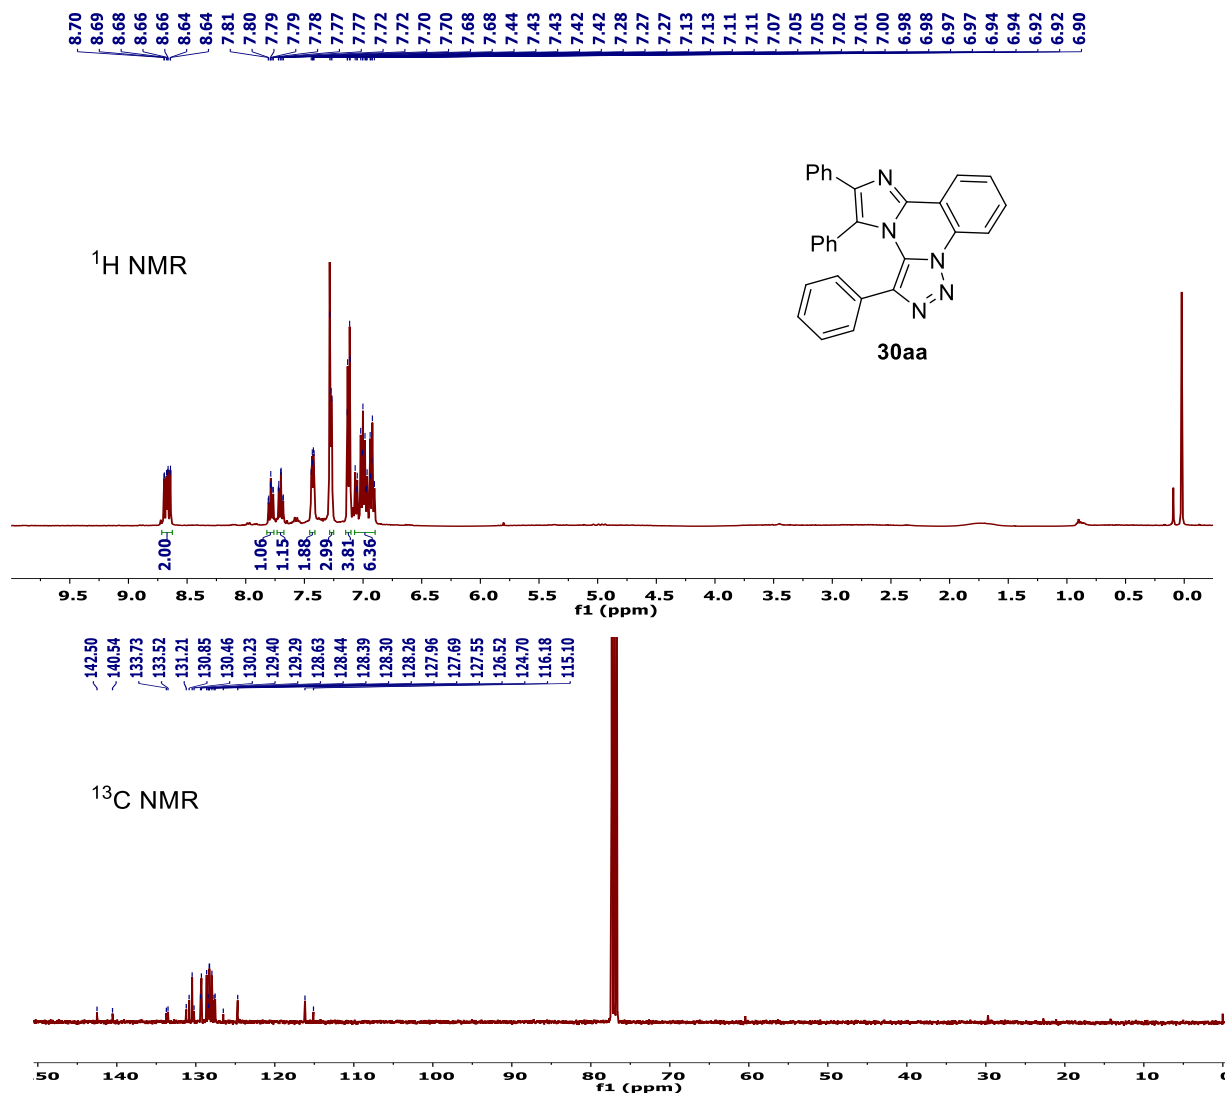 8.70 8.69 8.68 8.66 8.66 8.64 8.64 7.81 7.80 7.79 7.79 7.78 7.77 7.77 7.72 7.72 7.70 7.70 7.68 7.68 7.44 7.43 7.43 7.42 7.42 7.28 7.27 7.27 7.13 7.13 7.11 7.11 7.07 7.05 7.05 7.02 7.01 7.00 6.98 6.98 6.97 6.97 6.94 6.94 6.92 6.92 6.90
Ph N
Ph N N
N N
30aa
¹H NMR
2.00 1.06 1.15 1.88 2.99 3.81 6.36
9.5 9.0 8.5 8.0 7.5 7.0 6.5 6.0 5.5 5.0 4.5 4.0 3.5 3.0 2.5 2.0 1.5 1.0 0.5 0.0
f1 (ppm)
142.50 140.54 133.73 133.52 131.21 130.85 130.46 130.23 129.40 129.29 128.63 128.44 128.39 128.30 128.26 127.96 127.69 127.55 126.52 124.70 116.18 115.10
¹³C NMR
50 140 130 120 110 100 90 80 70 60 50 40 30 20 10 0
f1 (ppm)